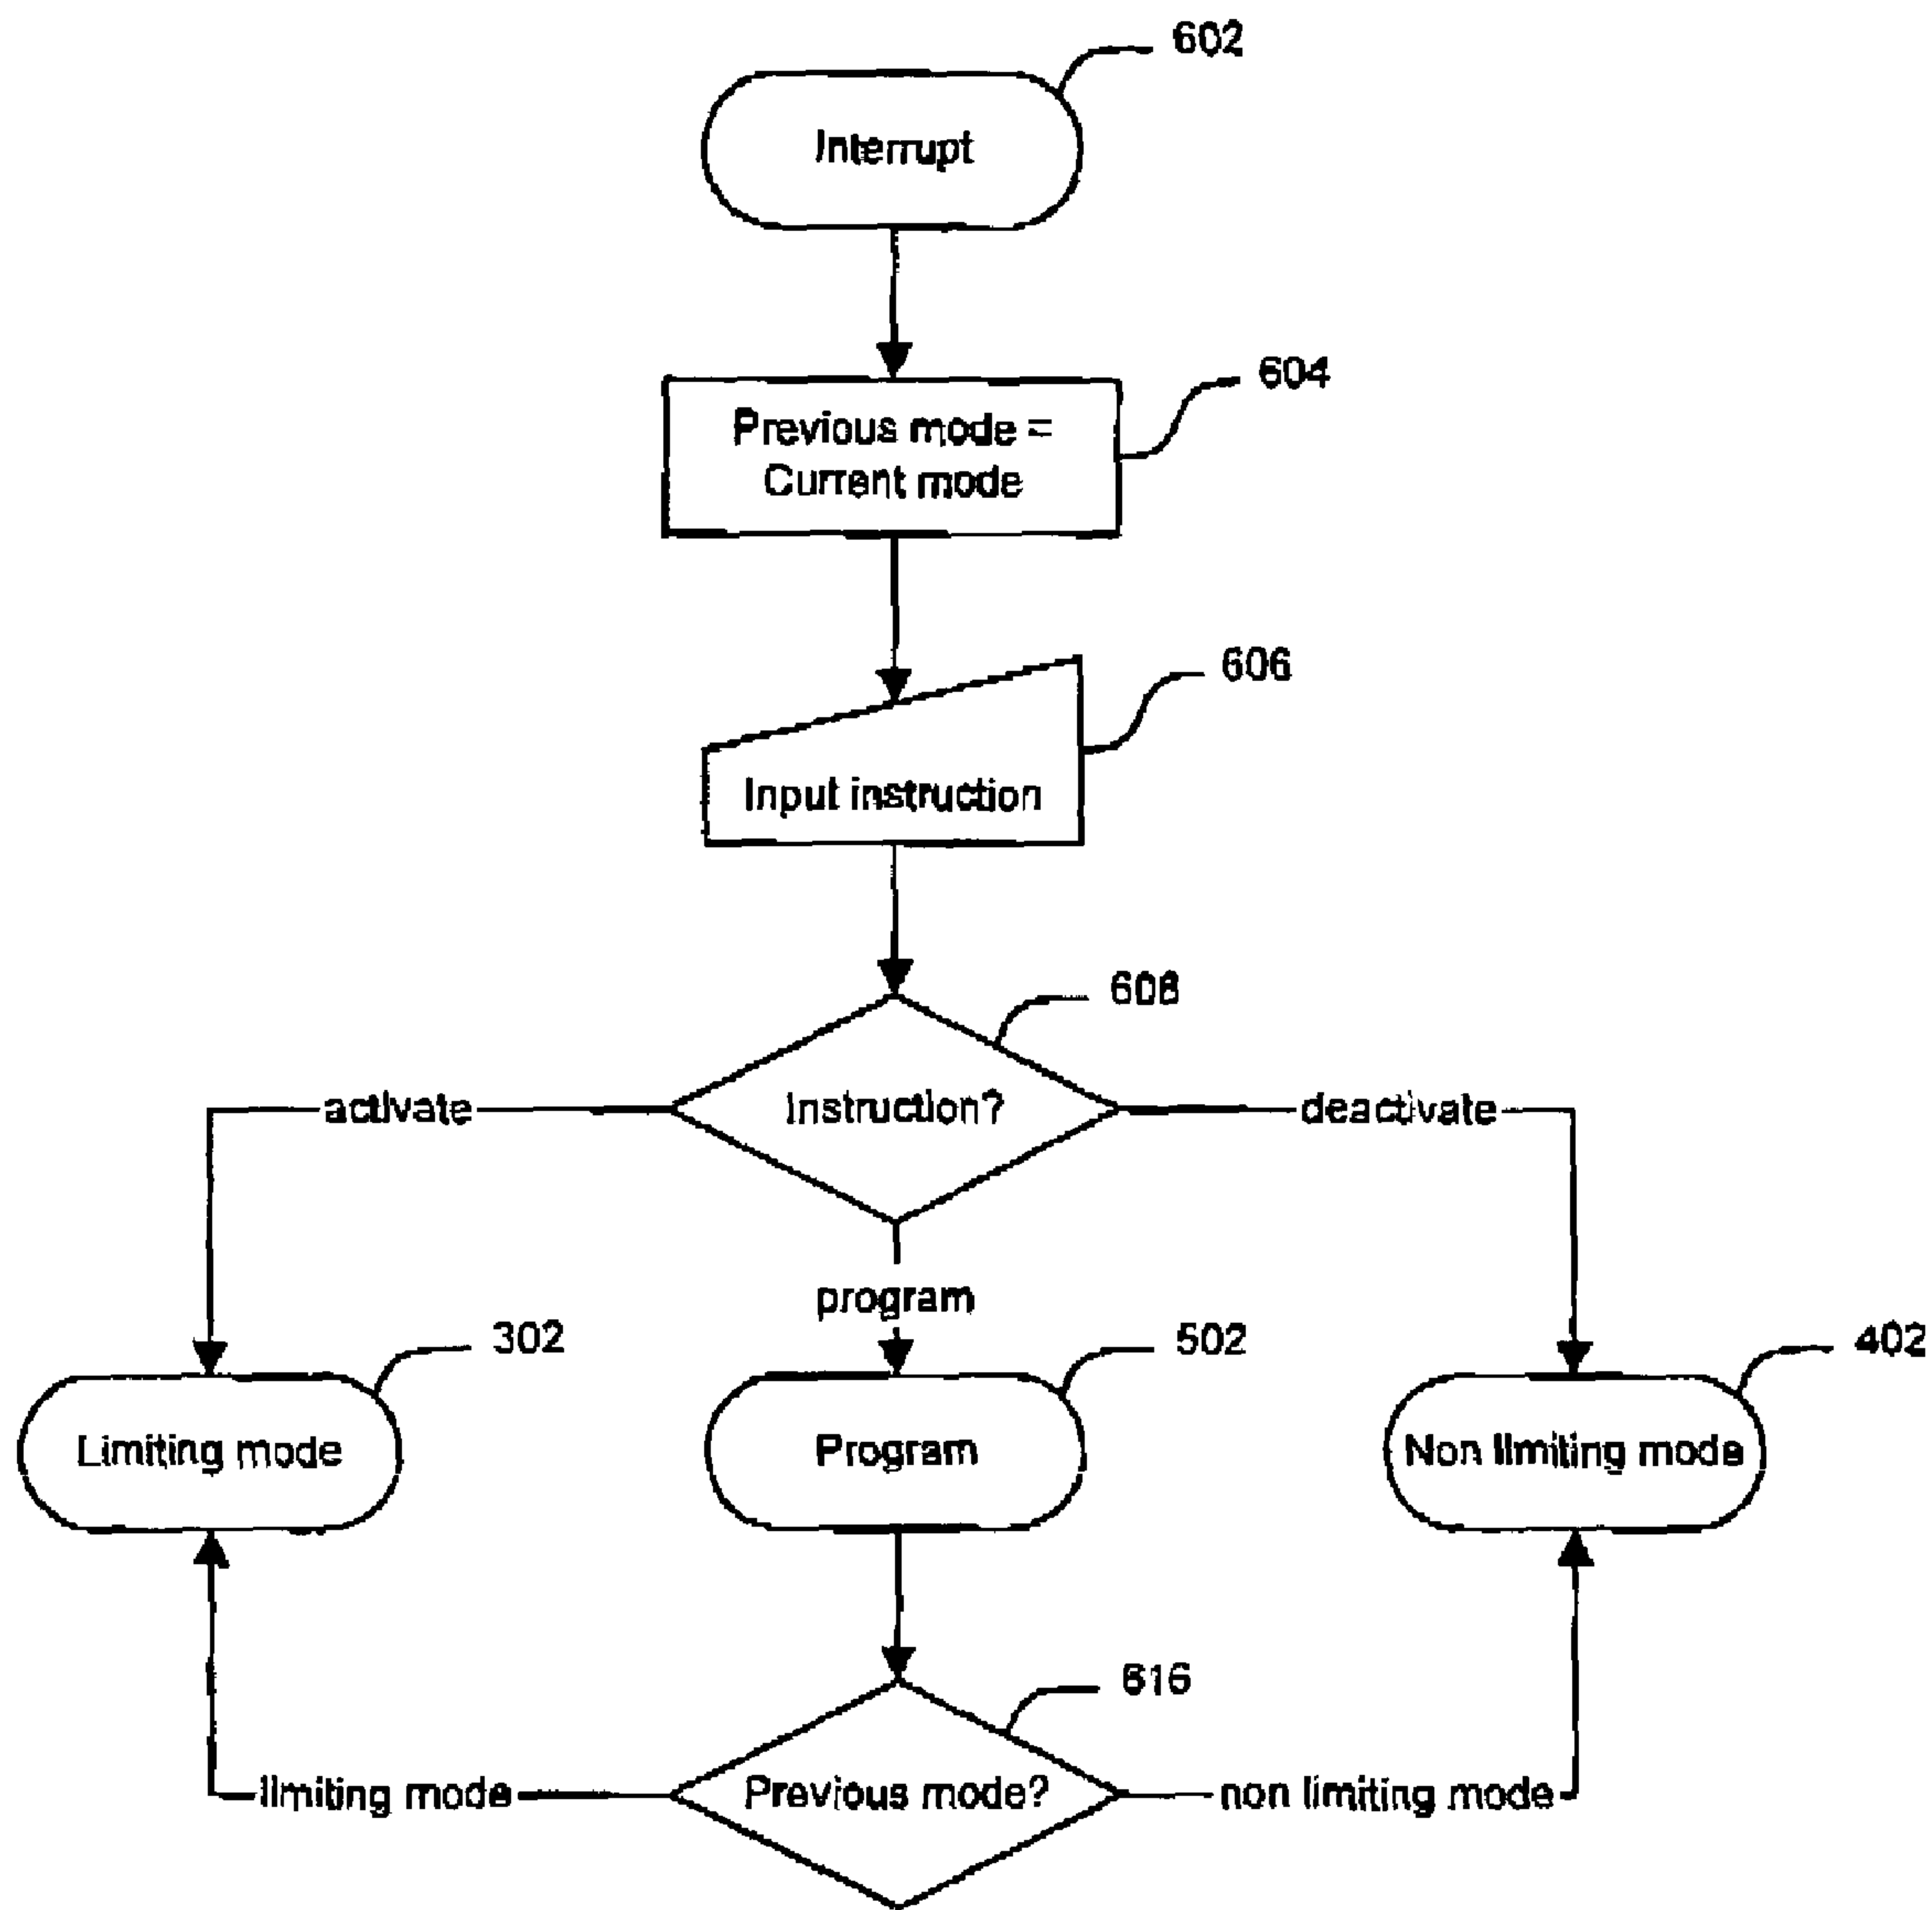 602
Interrupt
604
Previous mode =
Current mode
606
Input instruction
608
Instruction?
activate
deactivate
program
302
502
402
Limiting mode
Program
Non limiting mode
616
Previous mode?
limiting mode
non limiting mode